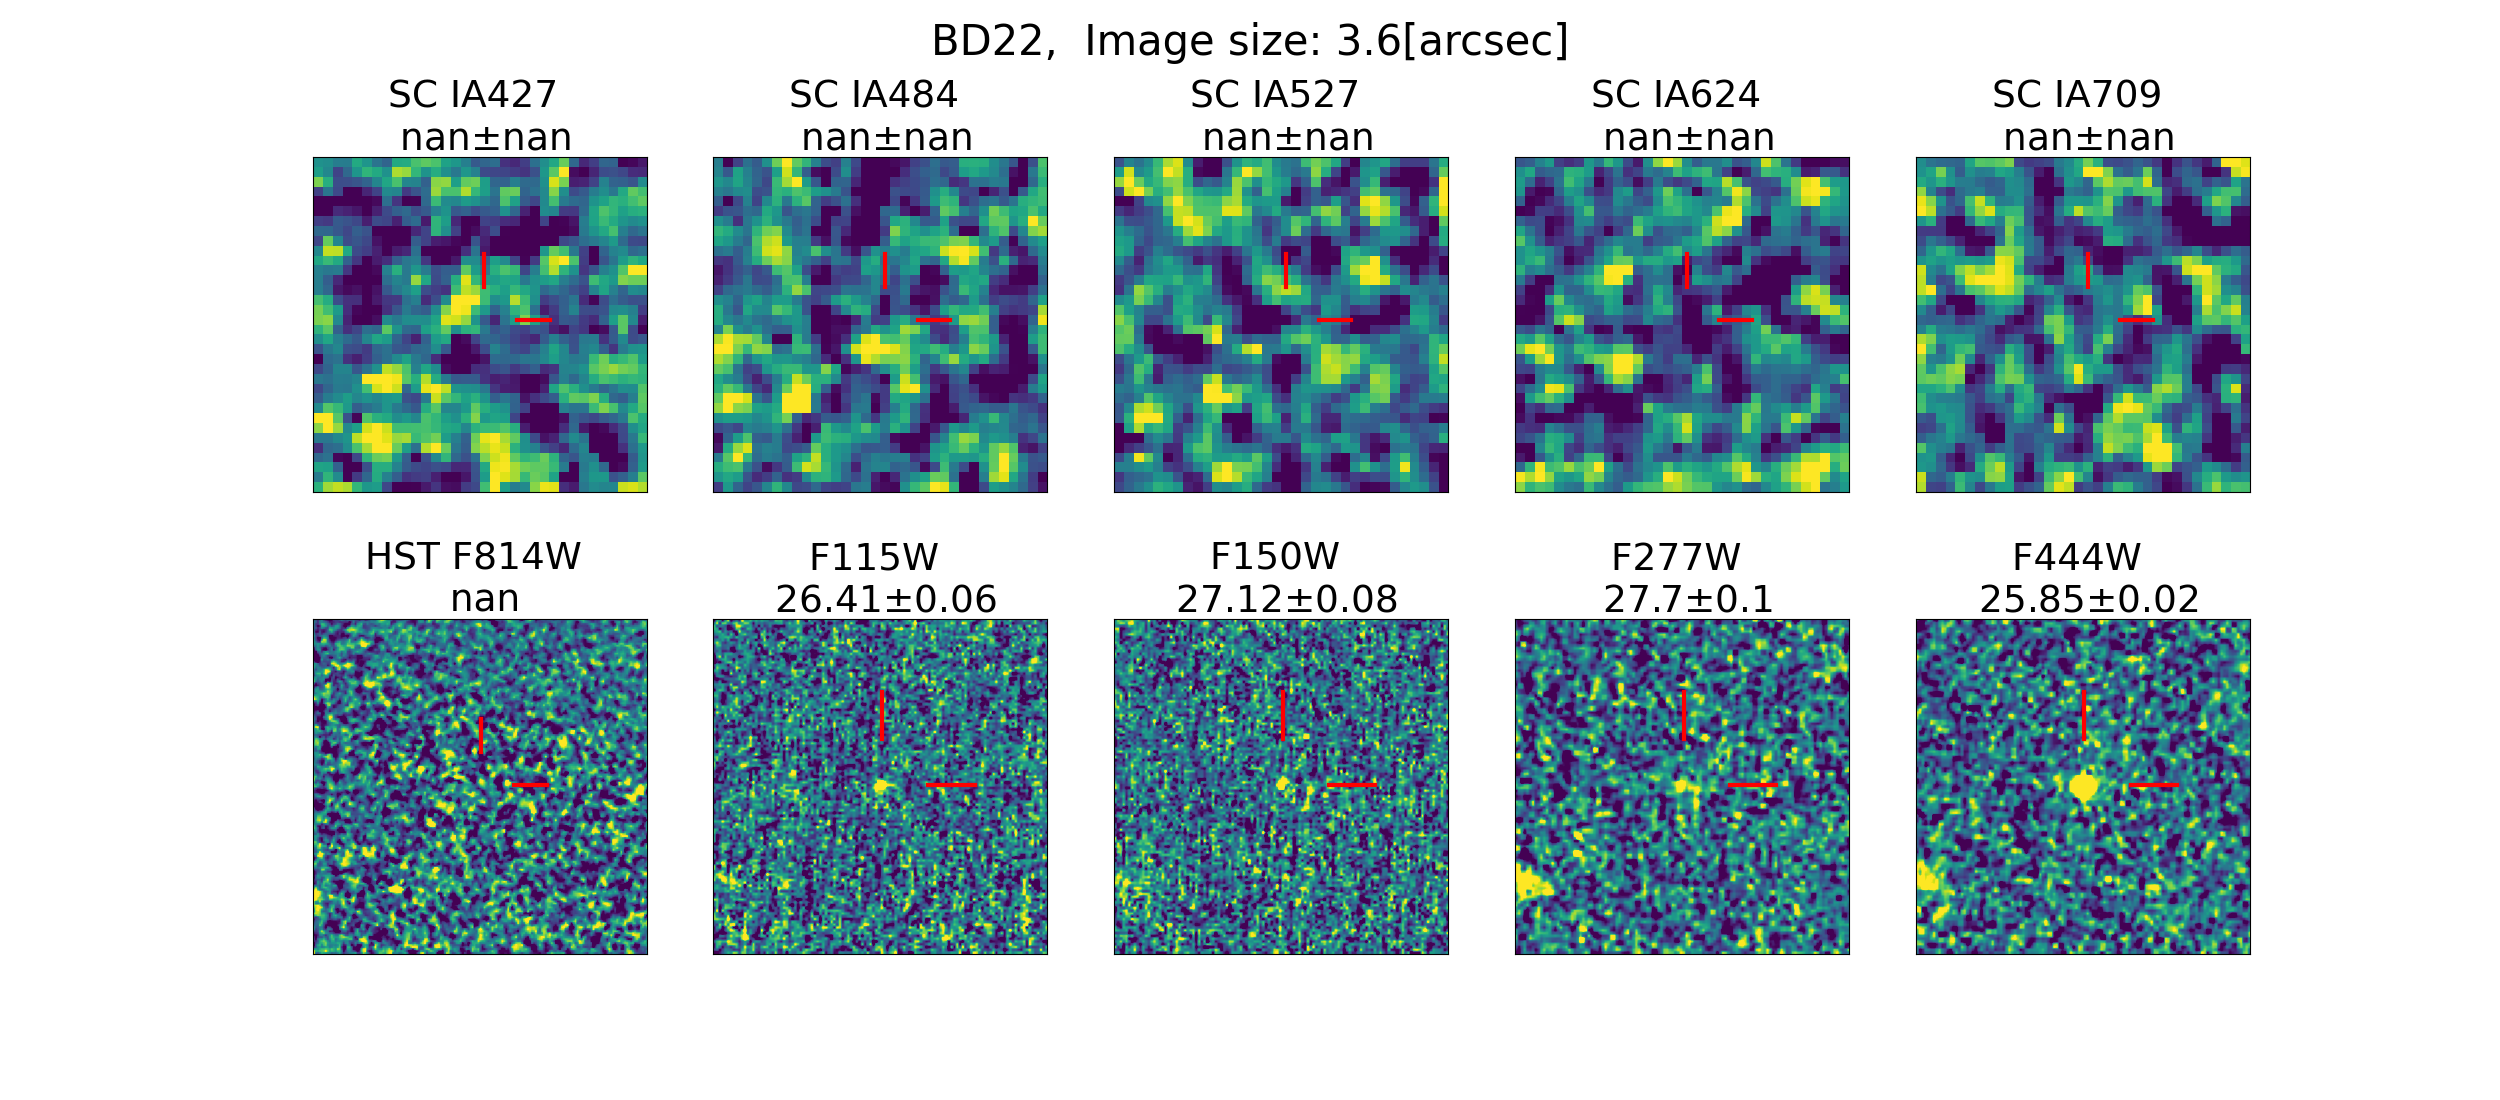 BD22,  Image size: 3.6[arcsec]
SC IA427
nan±nan
SC IA484
nan±nan
SC IA527
nan±nan
SC IA624
nan±nan
SC IA709
nan±nan
HST F814W
nan
F115W
26.41±0.06
F150W
27.12±0.08
F277W
27.7±0.1
F444W
25.85±0.02